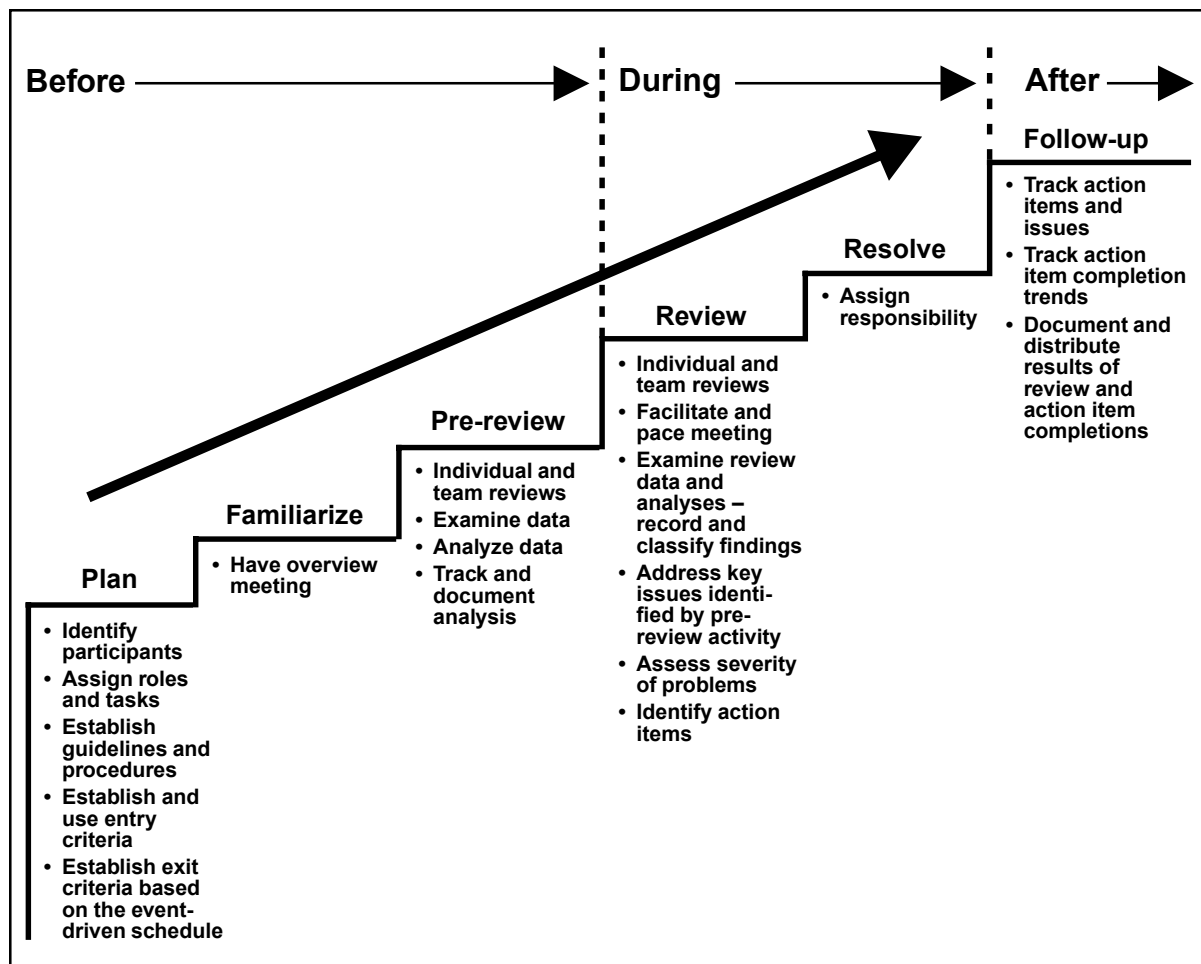 Before
During
After
Follow-up
• Track action
items and
issues
• Track action
item completion
trends
• Document and
distribute
results of
review and
action item
completions
Resolve
• Assign
responsibility
Review
• Individual and
team reviews
• Facilitate and
pace meeting
• Examine review
data and
analyses –
record and
classify findings
• Address key
issues identi-
fied by pre-
review activity
• Assess severity
of problems
• Identify action
items
Pre-review
• Individual and
team reviews
• Examine data
• Analyze data
• Track and
document
analysis
Familiarize
• Have overview
meeting
Plan
• Identify
participants
• Assign roles
and tasks
• Establish
guidelines and
procedures
• Establish and
use entry
criteria
• Establish exit
criteria based
on the event-
driven schedule